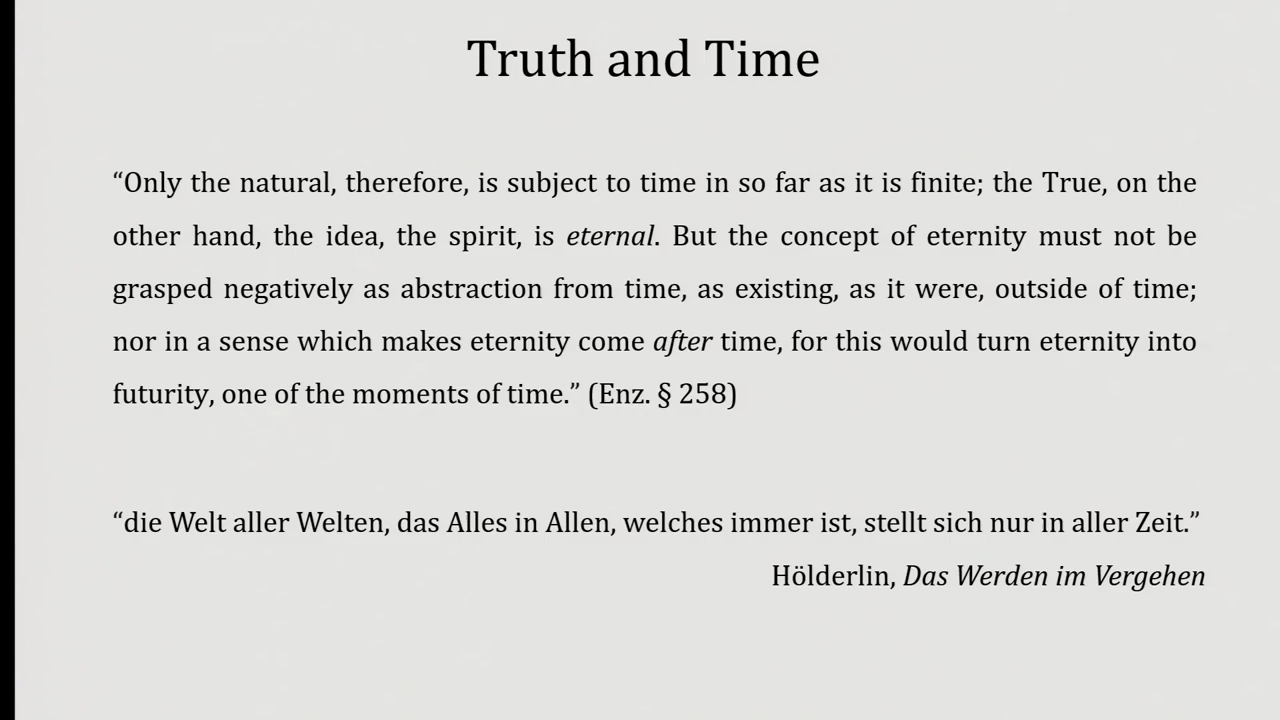 Truth and Time
“Only the natural, therefore, is subject to time in so far as it is finite; the True, on the
other hand, the idea, the spirit, is eternal. But the concept of eternity must not be
grasped negatively as abstraction from time, as existing, as it were, outside of time;
nor in a sense which makes eternity come after time, for this would turn eternity into
futurity, one of the moments of time.” (Enz. § 258)
“die Welt aller Welten, das Alles in Allen, welches immer ist, stellt sich nur in aller Zeit.”
Hölderlin, Das Werden im Vergehen